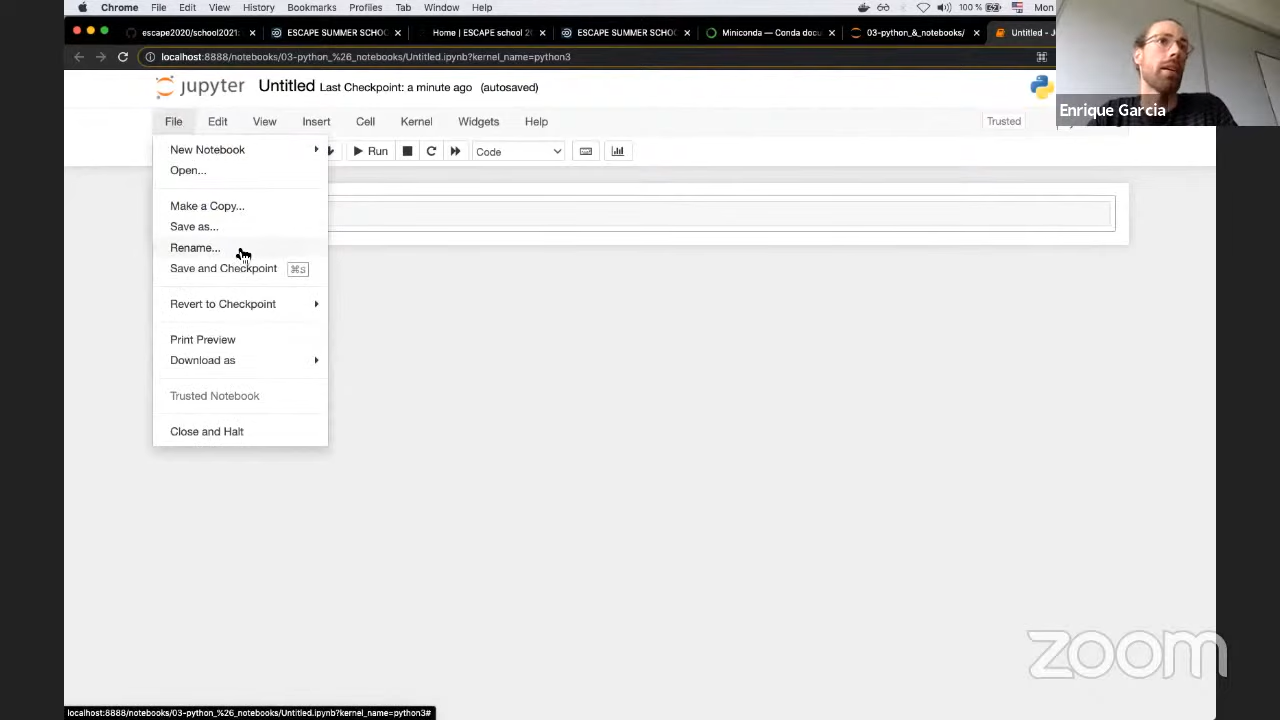 Chrome File Edit View History Bookmarks Profiles Tab Window Help 100 % Mon
escape2020/school2021: × ESCAPE SUMMER SCHO × Home | ESCAPE school 2 × ESCAPE SUMMER SCHO × Miniconda — Conda docu × 03-python_&_notebooks/ × Untitled - J
localhost:8888/notebooks/03-python_%26_notebooks/Untitled.ipynb?kernel_name=python3
jupyter Untitled Last Checkpoint: a minute ago (autosaved)
Enrique Garcia
File Edit View Insert Cell Kernel Widgets Help Trusted
Run Code
New Notebook
Open...
Make a Copy...
Save as...
Rename...
Save and Checkpoint ⌘S
Revert to Checkpoint
Print Preview
Download as
Trusted Notebook
Close and Halt
zoom
localhost:8888/notebooks/03-python_%26_notebooks/Untitled.ipynb?kernel_name=python3#